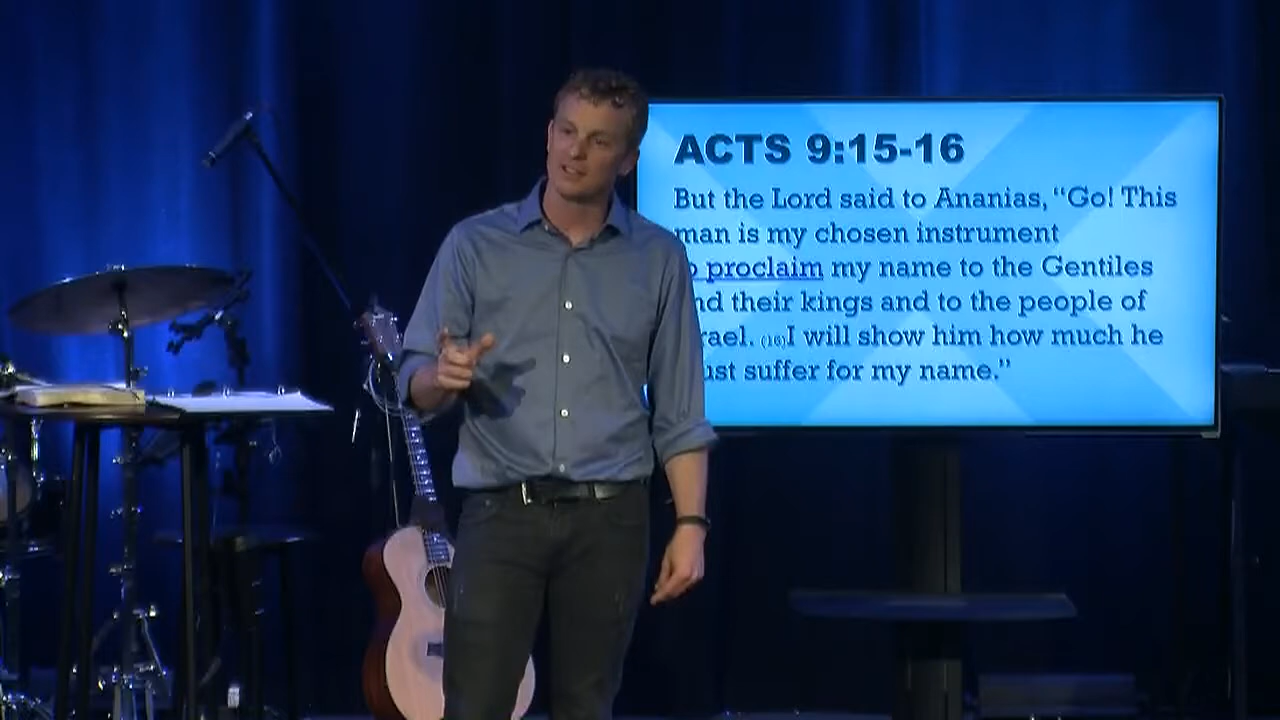 ACTS 9:15-16
But the Lord said to Ananias, “Go! This
man is my chosen instrument
proclaim my name to the Gentiles
their kings and to the people of
(16) I will show him how much he
suffer for my name.”